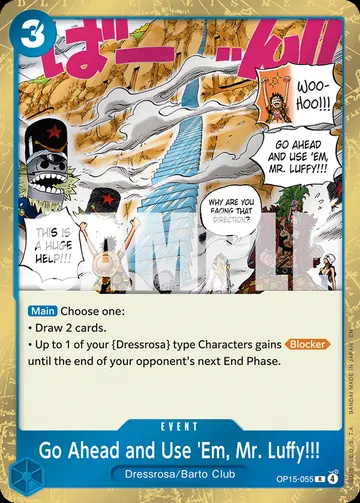 3
ばーん!!
WOO-
HOO!!!
GO AHEAD
AND USE 'EM,
MR. LUFFY!!!
WHY ARE YOU
FACING THAT
DIRECTION?
THIS IS
A HUGE
HELP!!!
SAMPLE
Main Choose one:
• Draw 2 cards.
• Up to 1 of your {Dressrosa} type Characters gains Blocker
until the end of your opponent's next End Phase.
EVENT
Go Ahead and Use 'Em, Mr. Luffy!!!
Dressrosa/Barto Club
OP15-055 R 4